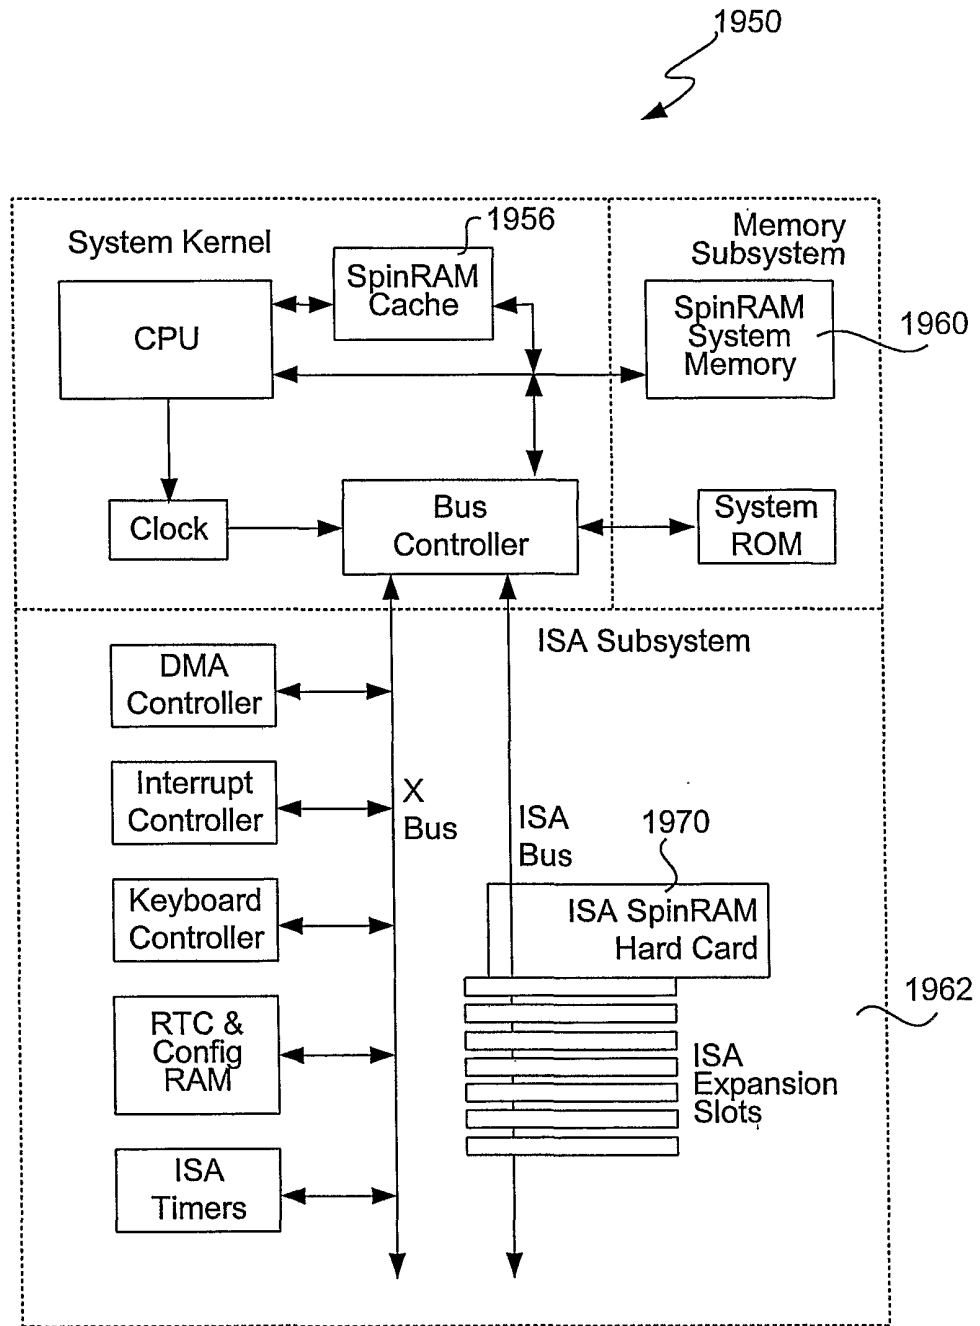 1950
System Kernel
1956
SpinRAM
Cache
CPU
Memory
Subsystem
SpinRAM
System
Memory
1960
Clock
Bus
Controller
System
ROM
ISA Subsystem
DMA
Controller
Interrupt
Controller
Keyboard
Controller
RTC &
Config
RAM
ISA
Timers
X
Bus
ISA
Bus
1970
ISA SpinRAM
Hard Card
1962
ISA
Expansion
Slots